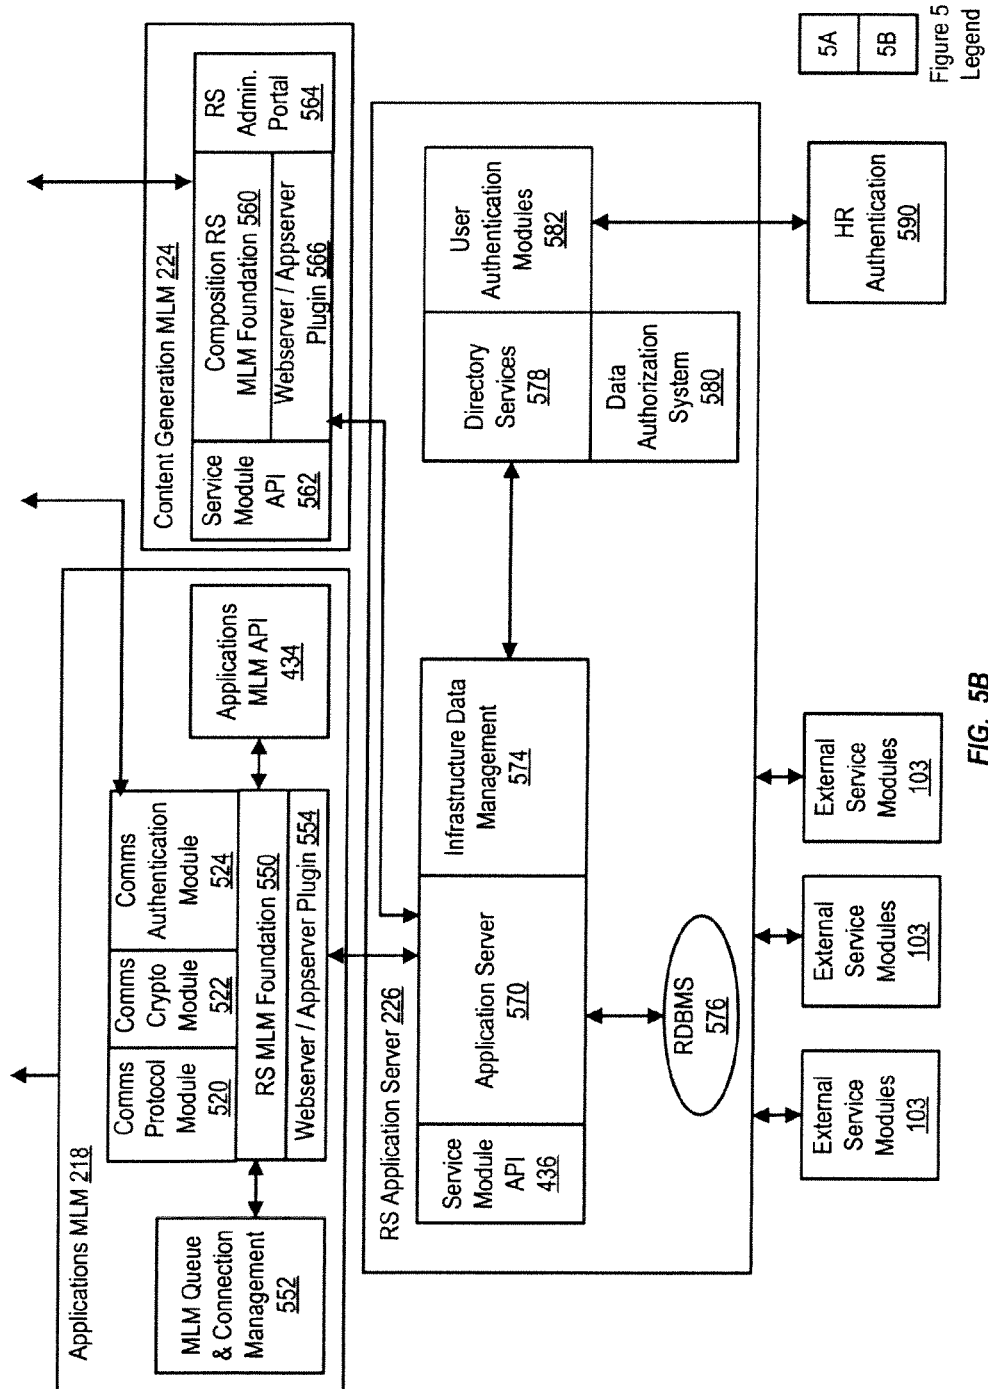 Applications MLM 218
MLM Queue
& Connection
Management
552
Comms
Protocol
Module
520
Comms
Crypto
Module
522
Comms
Authentication
Module
524
RS MLM Foundation 550
Webserver / Appserver Plugin 554
Applications
MLM API
434
Content Generation MLM 224
Service
Module
API
562
Composition RS
MLM Foundation 560
Webserver / Appserver
Plugin 566
RS
Admin.
Portal
564
RS Application Server 226
Service
Module
API
436
Application Server
570
Infrastructure Data
Management
574
RDBMS
576
Directory
Services
578
User
Authentication
Modules
582
Data
Authorization
System
580
External
Service
Modules
103
External
Service
Modules
103
External
Service
Modules
103
HR
Authentication
590
5A
5B
Figure 5
Legend
FIG. 5B